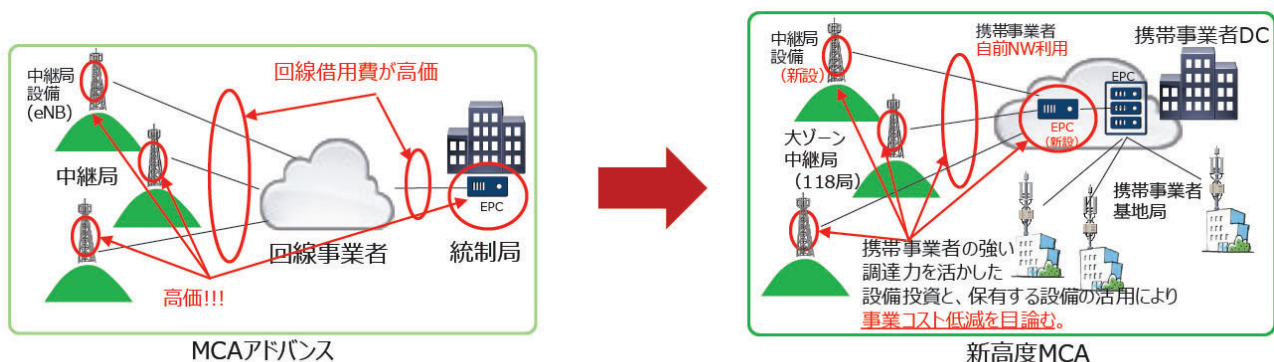 中継局
設備
(eNB)
中継局
回線借用費が高価
回線事業者
EPC
統制局
高価!!!
MCAアドバンス
中継局
設備
(新設)
大ゾーン
中継局
(118局)
携帯事業者
自前NW利用
携帯事業者DC
EPC
EPC
(新設)
携帯事業者
基地局
携帯事業者の強い
調達力を活かした
設備投資と、保有する設備の活用により
事業コスト低減を目論む。
新高度MCA